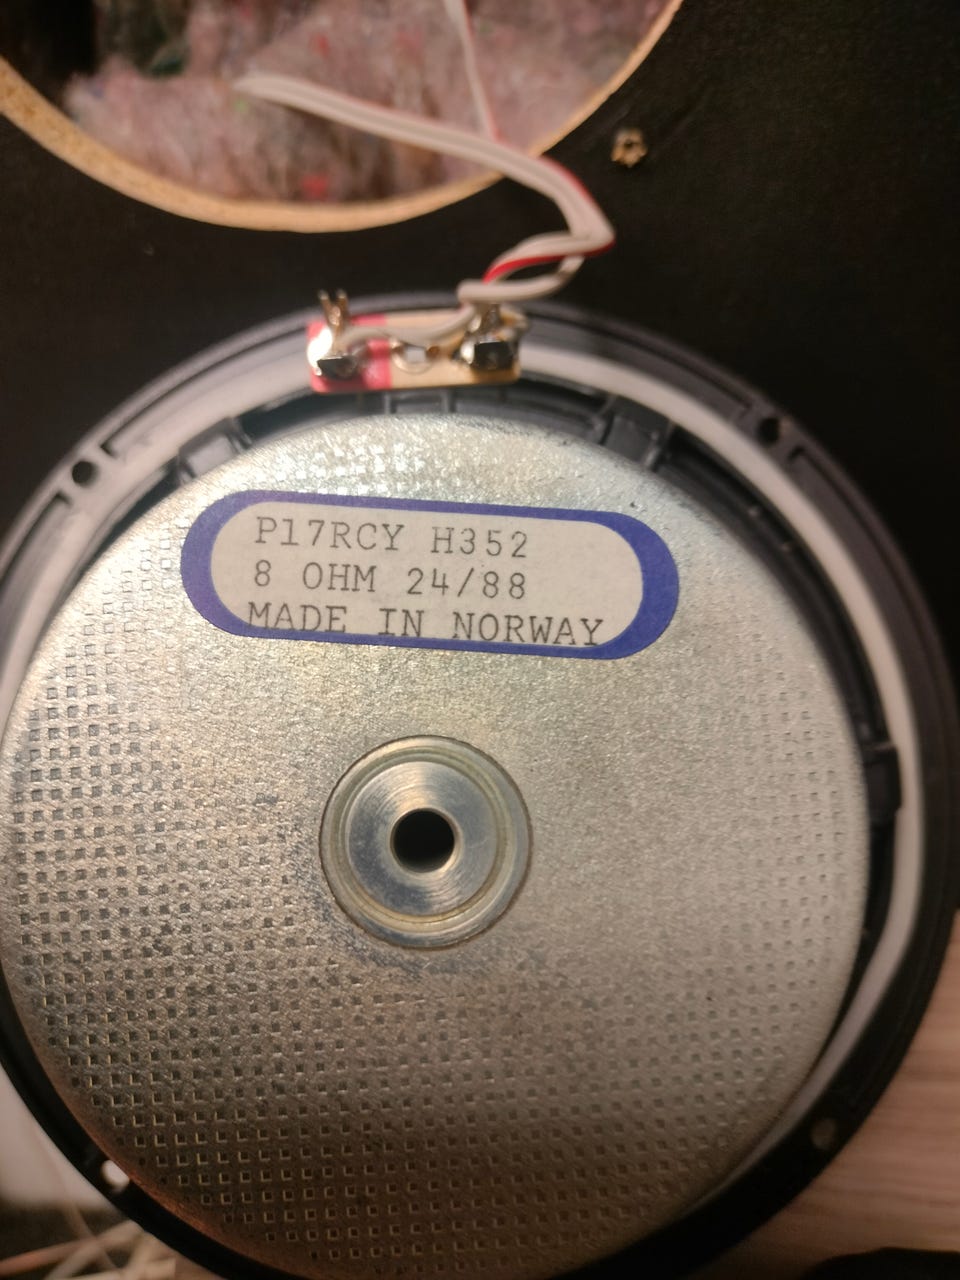 P17RCY H352
8 OHM 24/88
MADE IN NORWAY